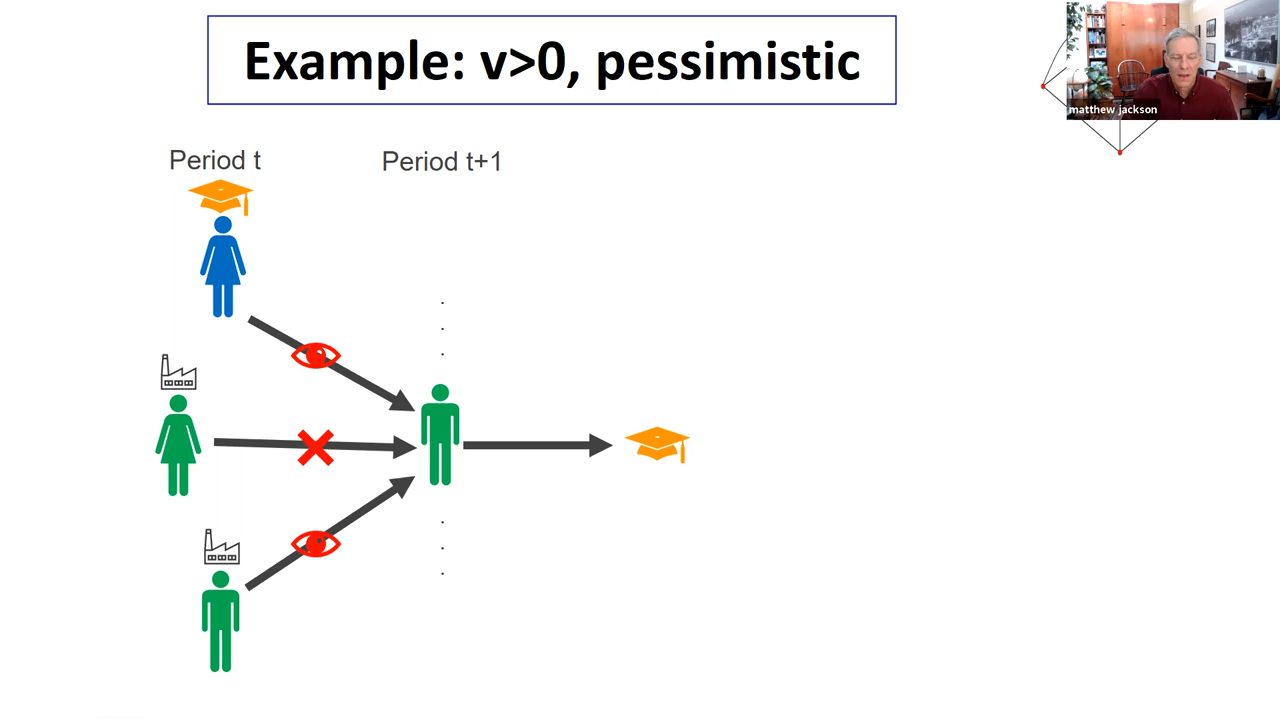 Example: v>0, pessimistic
matthew jackson
Period t
Period t+1